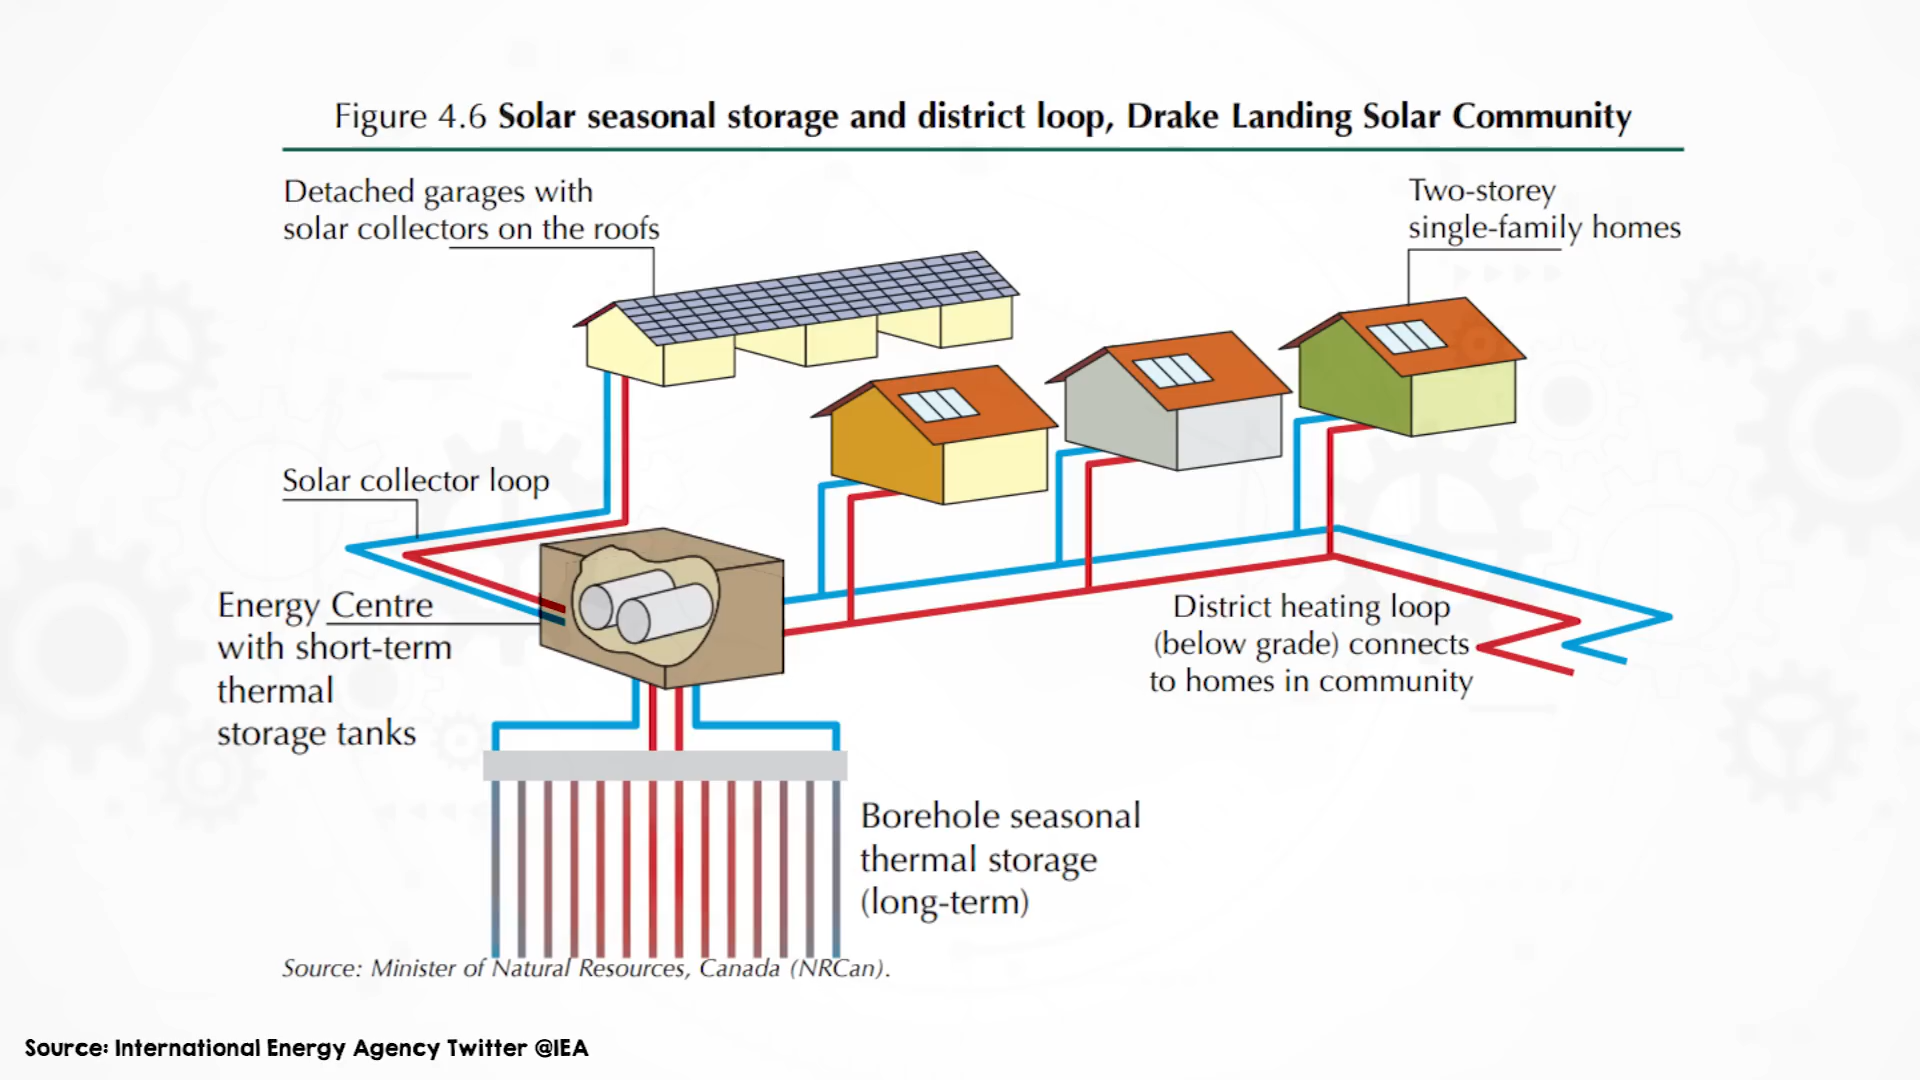 Figure 4.6 Solar seasonal storage and district loop, Drake Landing Solar Community
Detached garages with
solar collectors on the roofs
Two-storey
single-family homes
Solar collector loop
Energy Centre
with short-term
thermal
storage tanks
District heating loop
(below grade) connects
to homes in community
Borehole seasonal
thermal storage
(long-term)
Source: Minister of Natural Resources, Canada (NRCan).
Source: International Energy Agency Twitter @IEA